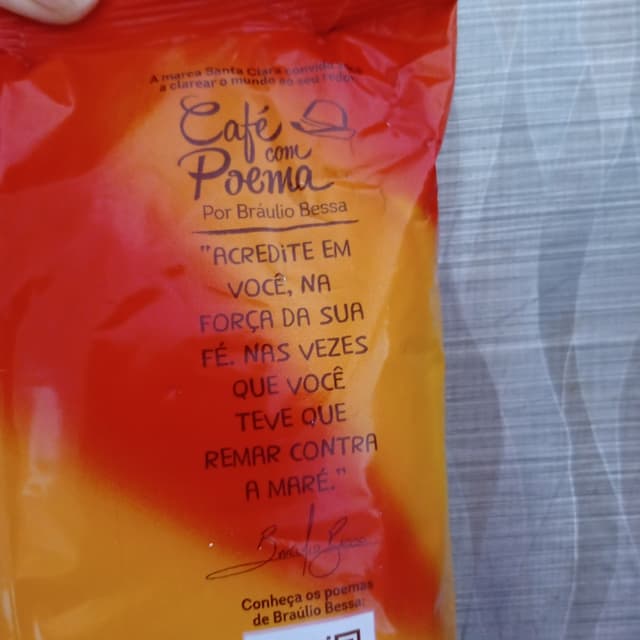 A marca Santa Clara convida você
a clarear o mundo ao seu redor.
Café
com
Poema
Por Bráulio Bessa
"ACREDITE EM
VOCÊ, NA
FORÇA DA SUA
FÉ. NAS VEZES
QUE VOCÊ
TEVE QUE
REMAR CONTRA
A MARÉ."
Bráulio Bessa
Conheça os poemas
de Braúlio Bessa: